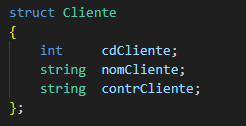 struct Cliente
{
    int     cdCliente;
    string  nomCliente;
    string  contrCliente;
};